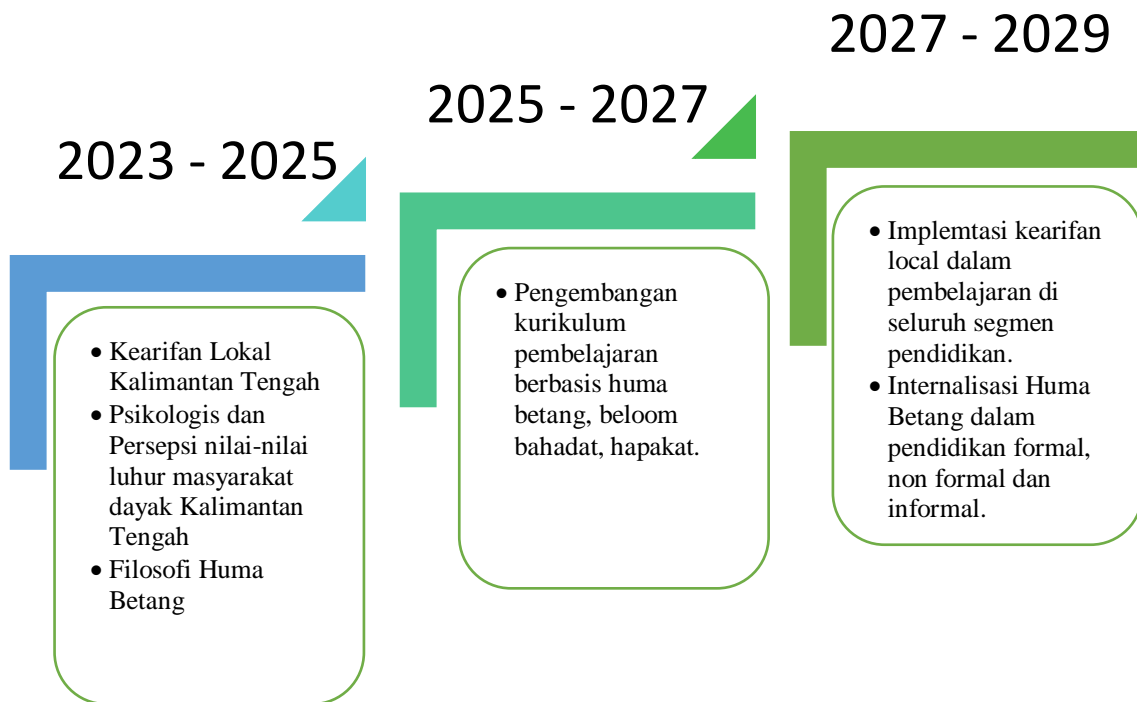 2023 - 2025
• Kearifan Lokal
Kalimantan Tengah
• Psikologis dan
Persepsi nilai-nilai
luhur masyarakat
dayak Kalimantan
Tengah
• Filosofi Huma
Betang
2025 - 2027
• Pengembangan
kurikulum
pembelajaran
berbasis huma
betang, beloom
bahadat, hapakat.
2027 - 2029
• Implemtasi kearifan
local dalam
pembelajaran di
seluruh segmen
pendidikan.
• Internalisasi Huma
Betang dalam
pendidikan formal,
non formal dan
informal.